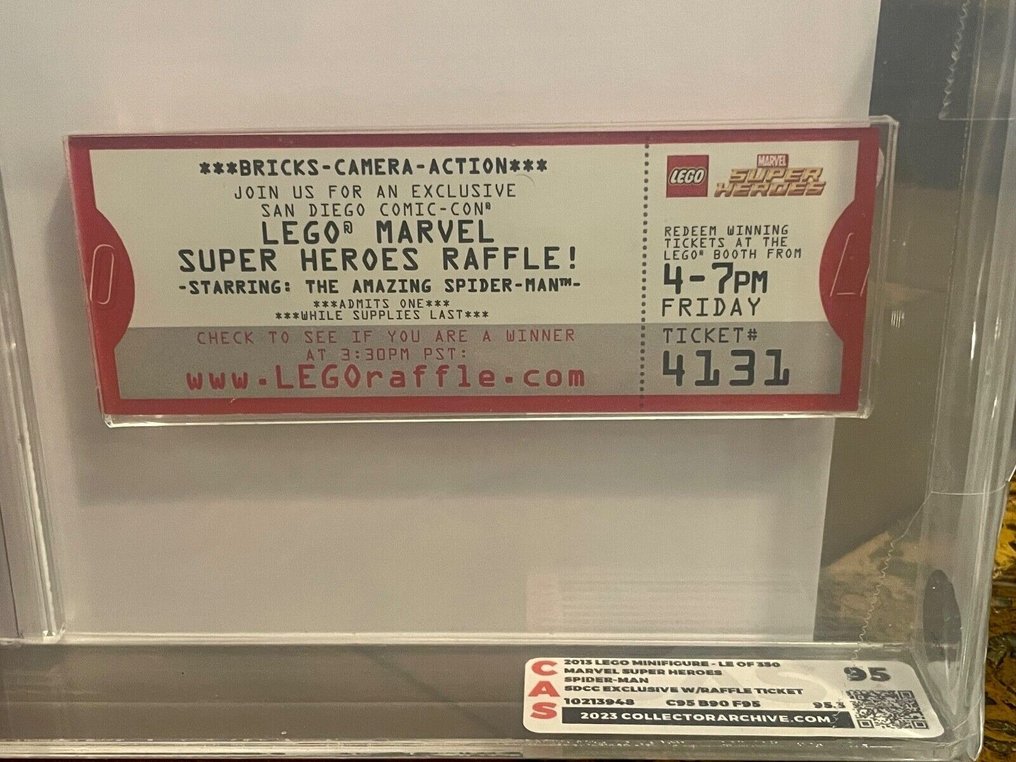 ***BRICKS-CAMERA-ACTION***
JOIN US FOR AN EXCLUSIVE
SAN DIEGO COMIC-CON®
LEGO® MARVEL
SUPER HEROES RAFFLE!
-STARRING: THE AMAZING SPIDER-MAN™-
***ADMITS ONE***
***WHILE SUPPLIES LAST***
CHECK TO SEE IF YOU ARE A WINNER
AT 3:30PM PST:
www.LEGOraffle.com
LEGO
MARVEL
SUPER
HEROES
REDEEM WINNING
TICKETS AT THE
LEGO® BOOTH FROM
4-7PM
FRIDAY
TICKET#
4131
CAS
2013 LEGO MINIFIGURE - LE OF 350
MARVEL SUPER HEROES
SPIDER-MAN
SDCC EXCLUSIVE W/RAFFLE TICKET
10213948 C95 B90 F95 95.3
2023 COLLECTORARCHIVE.COM
95